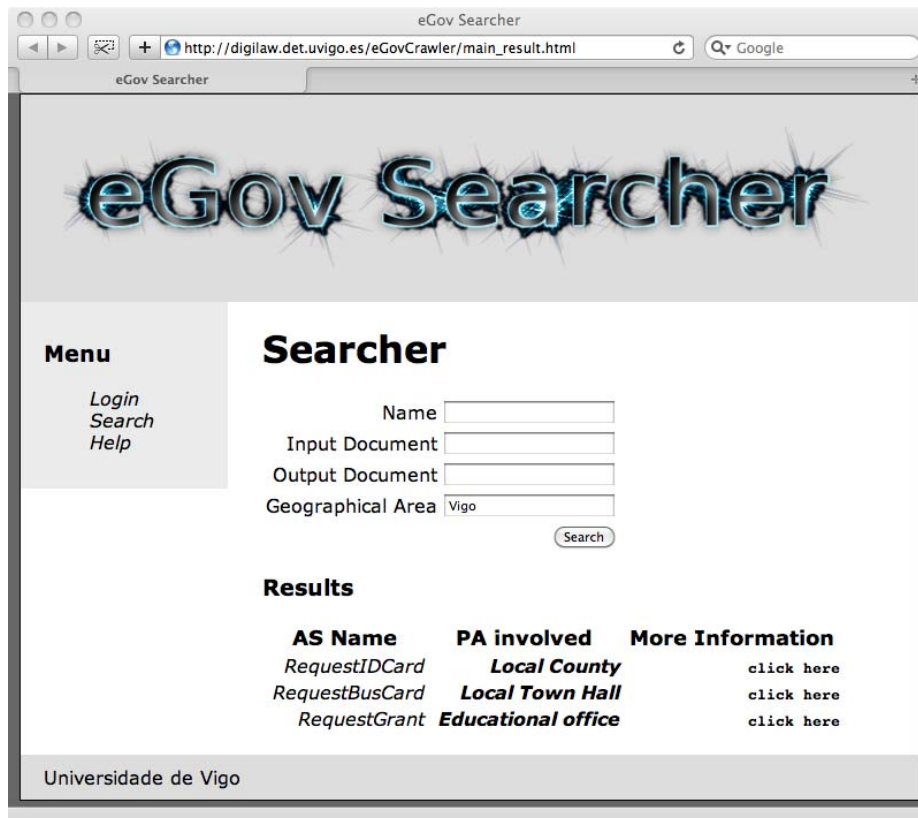 eGov Searcher
http://digilaw.det.uvigo.es/eGovCrawler/main_result.html
Google
eGov Searcher
eGov Searcher
Menu
Login
Search
Help
Searcher
Name
Input Document
Output Document
Geographical Area Vigo
Search
Results
AS Name PA involved More Information
RequestIDCard Local County click here
RequestBusCard Local Town Hall click here
RequestGrant Educational office click here
Universidade de Vigo